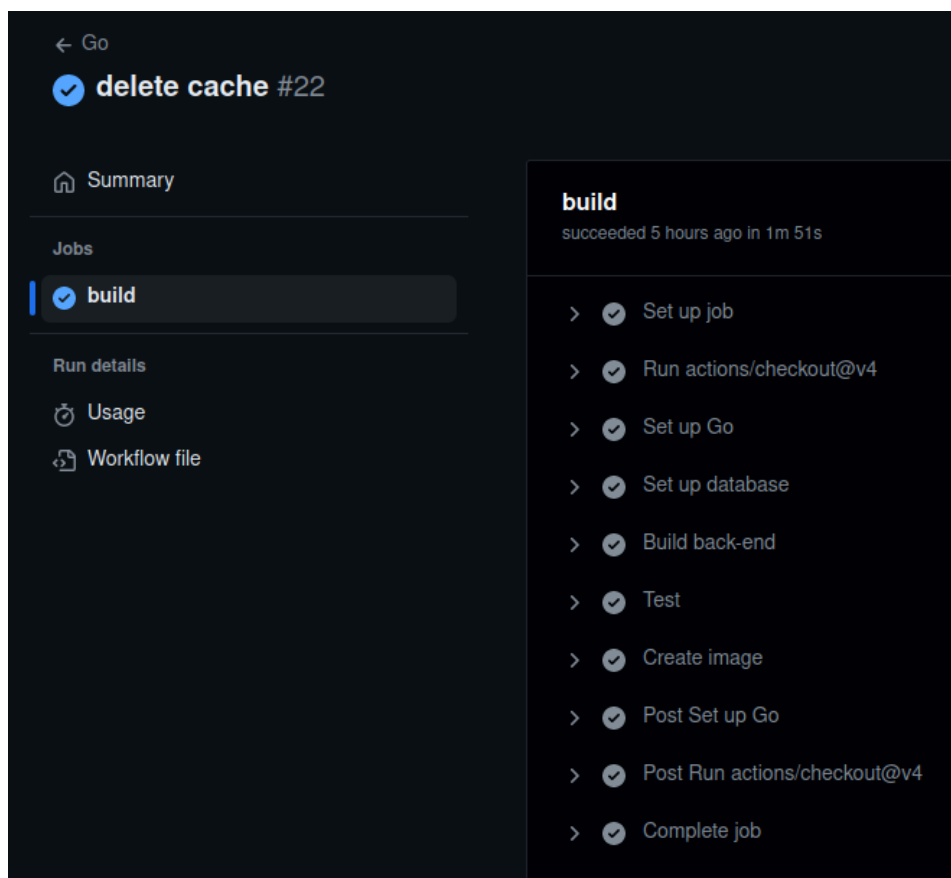 Go
delete cache #22
Summary
Jobs
build
Run details
Usage
Workflow file
build
succeeded 5 hours ago in 1m 51s
Set up job
Run actions/checkout@v4
Set up Go
Set up database
Build back-end
Test
Create image
Post Set up Go
Post Run actions/checkout@v4
Complete job